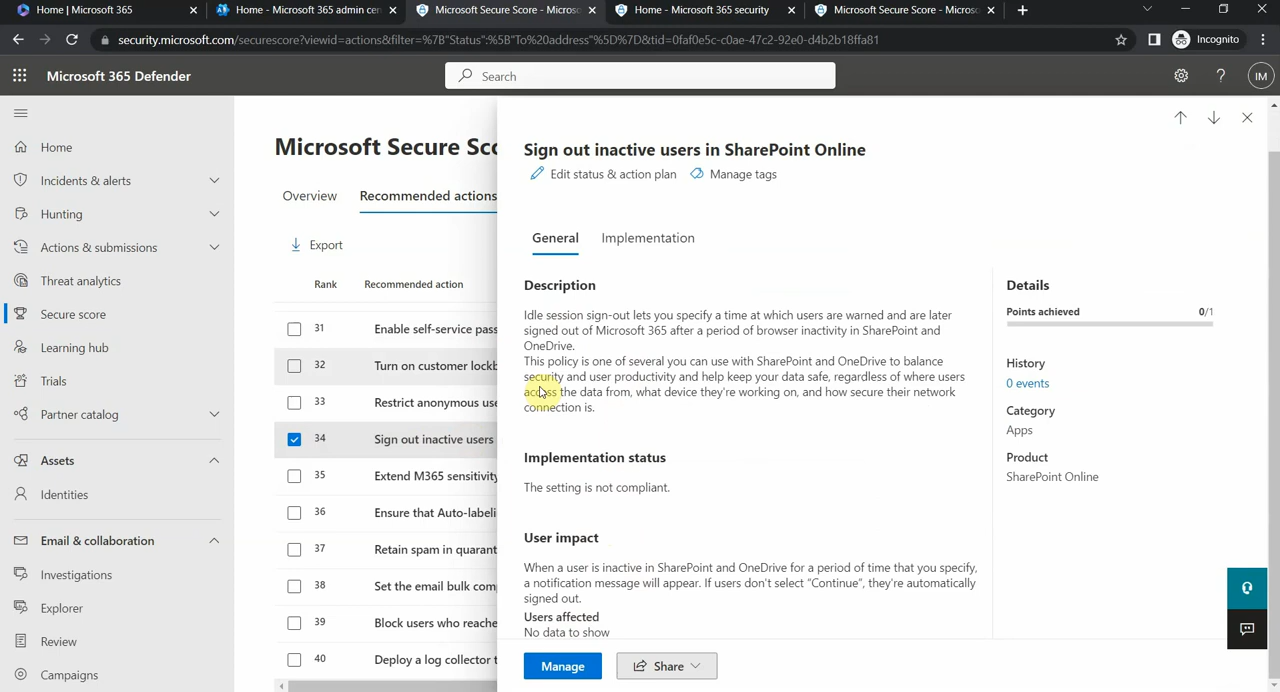 Home | Microsoft 365
Home - Microsoft 365 admin cen
Microsoft Secure Score - Microso
Home - Microsoft 365 security
Microsoft Secure Score - Microso
security.microsoft.com/securescore?viewid=actions&filter=%7B"Status":%5B"To%20address"%5D%7D&tid=0faf0e5c-c0ae-47c2-92e0-d4b2b18ffa81
Incognito
Microsoft 365 Defender
Search
IM
Home
Incidents & alerts
Hunting
Actions & submissions
Threat analytics
Secure score
Learning hub
Trials
Partner catalog
Assets
Identities
Email & collaboration
Investigations
Explorer
Review
Campaigns
Microsoft Secure Sco
Overview
Recommended actions
Export
Rank Recommended action
31 Enable self-service pass
32 Turn on customer lockb
33 Restrict anonymous use
34 Sign out inactive users
35 Extend M365 sensitivity
36 Ensure that Auto-labeli
37 Retain spam in quarant
38 Set the email bulk comp
39 Block users who reache
40 Deploy a log collector t
Sign out inactive users in SharePoint Online
Edit status & action plan
Manage tags
General
Implementation
Description
Idle session sign-out lets you specify a time at which users are warned and are later
signed out of Microsoft 365 after a period of browser inactivity in SharePoint and
OneDrive.
This policy is one of several you can use with SharePoint and OneDrive to balance
security and user productivity and help keep your data safe, regardless of where users
access the data from, what device they're working on, and how secure their network
connection is.
Implementation status
The setting is not compliant.
User impact
When a user is inactive in SharePoint and OneDrive for a period of time that you specify,
a notification message will appear. If users don't select "Continue", they're automatically
signed out.
Users affected
No data to show
Manage
Share
Details
Points achieved 0/1
History
0 events
Category
Apps
Product
SharePoint Online